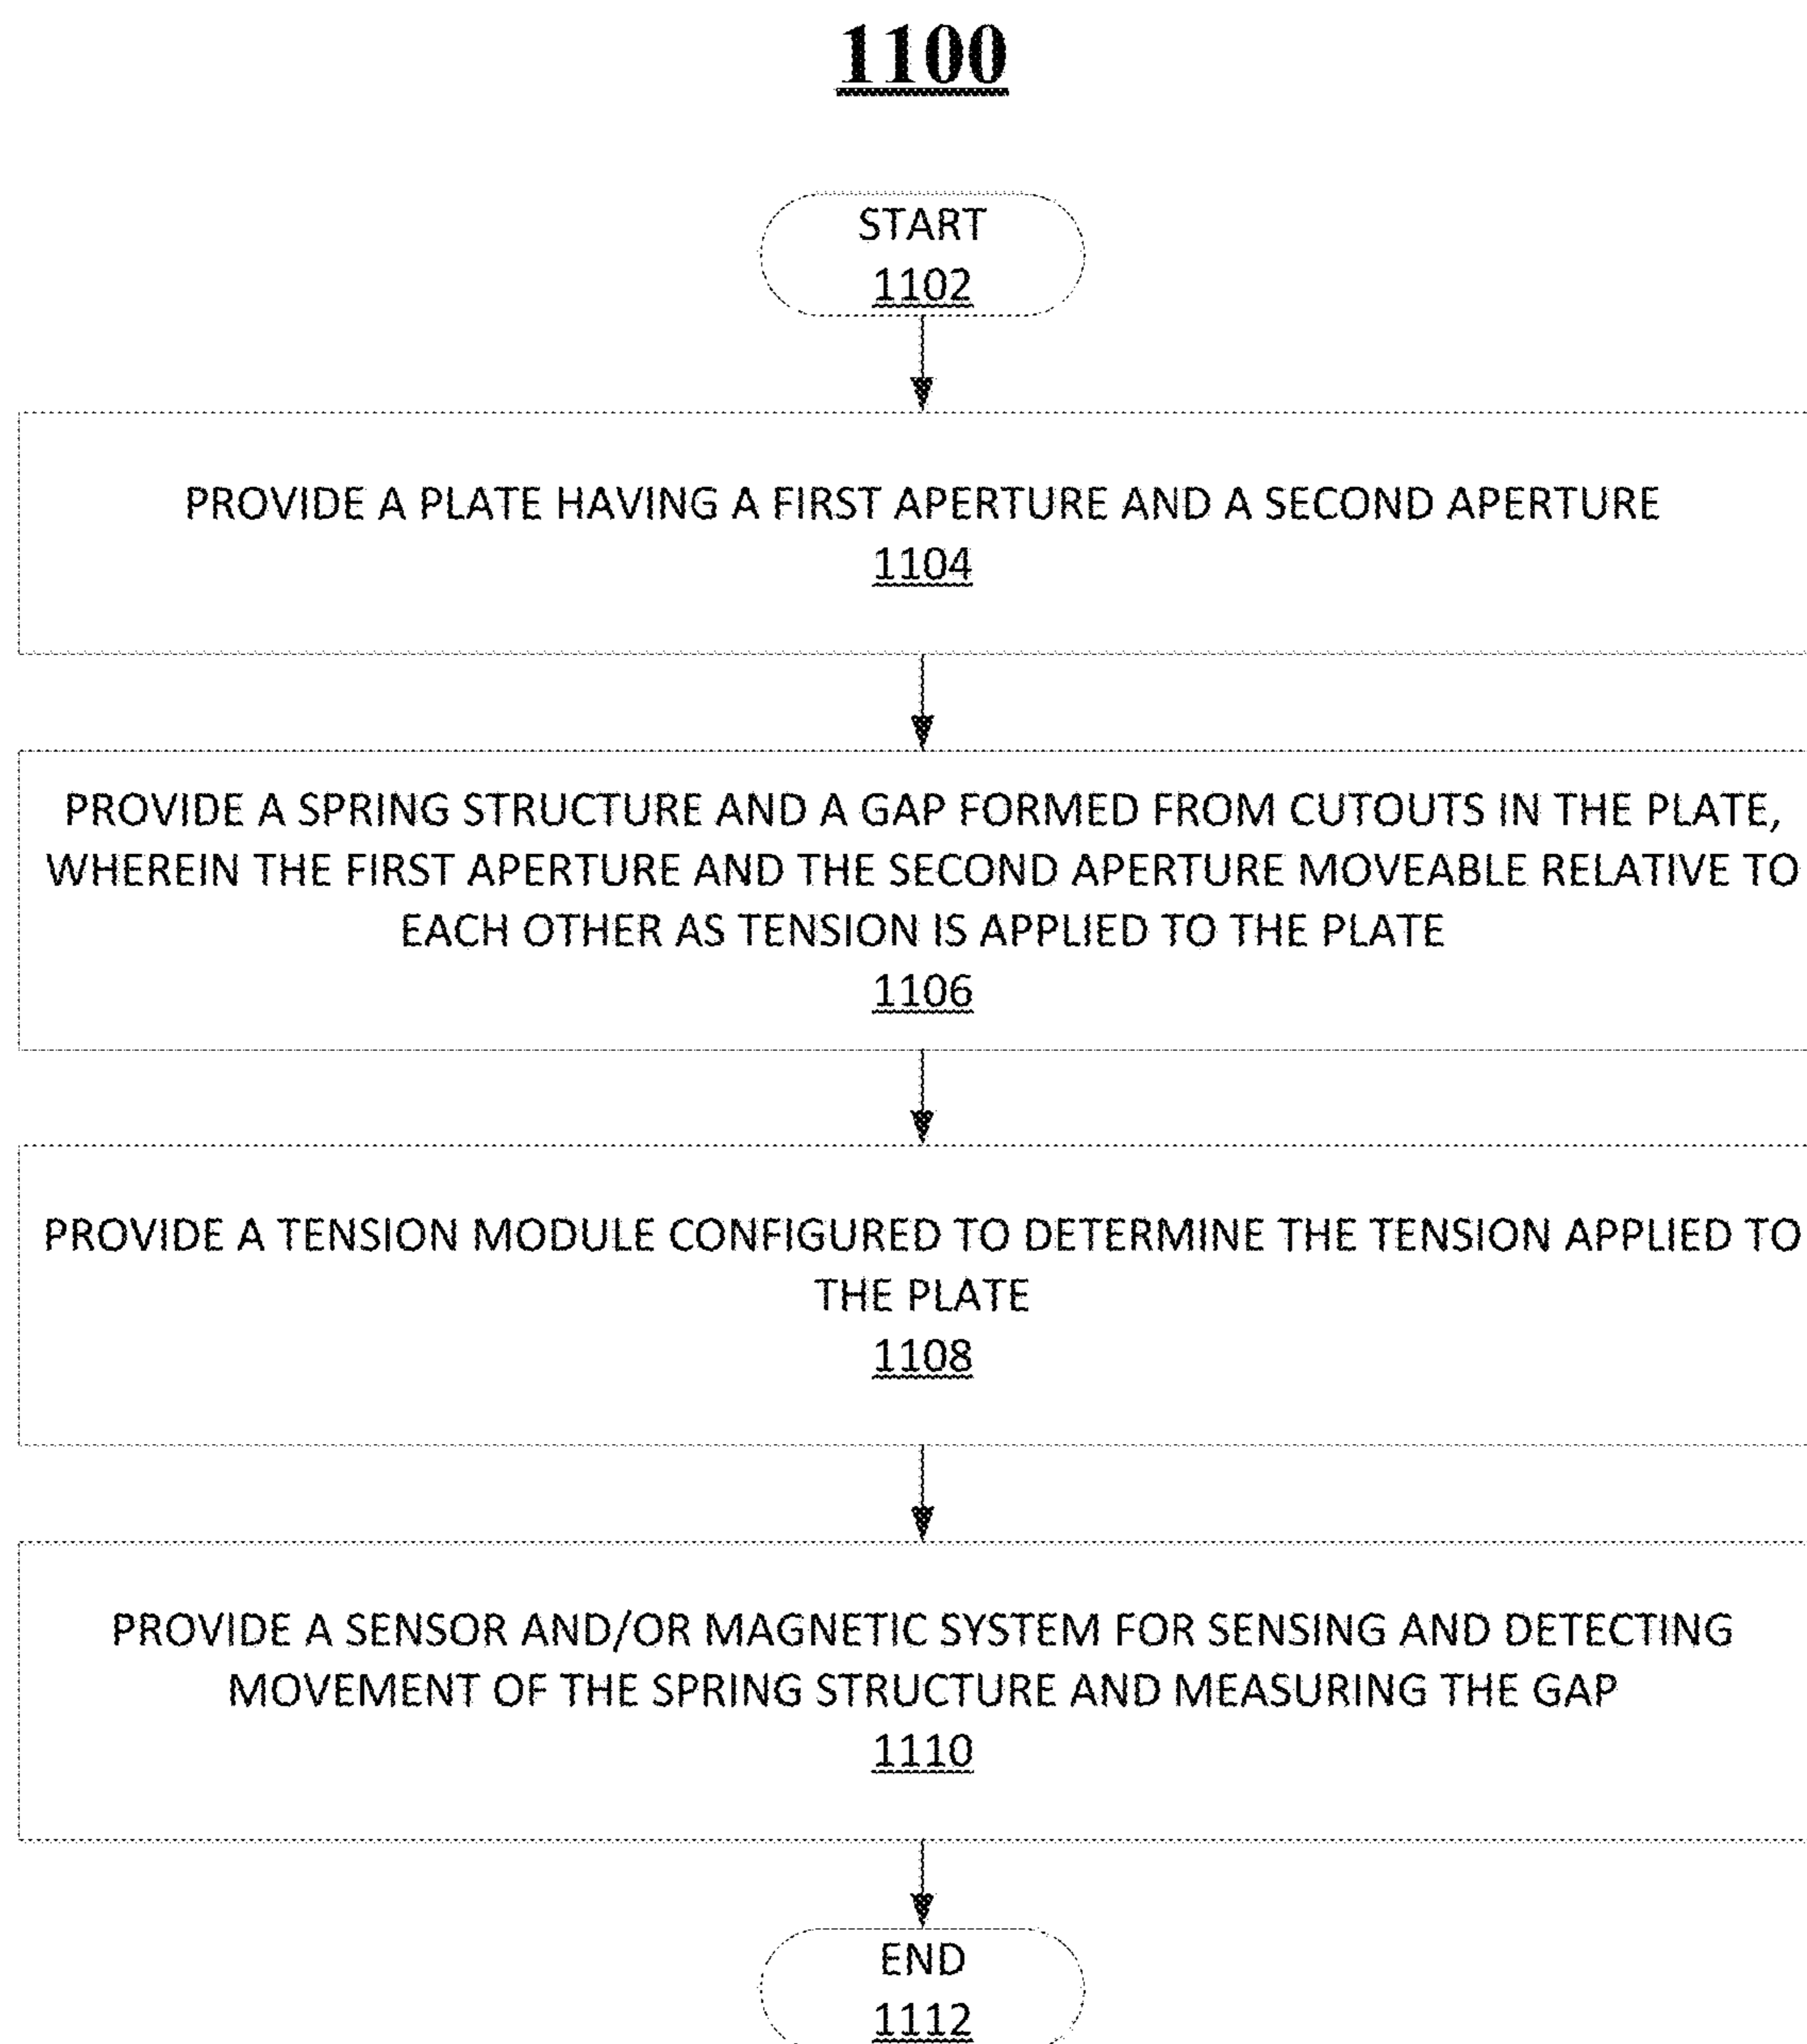 1100
START
1102
PROVIDE A PLATE HAVING A FIRST APERTURE AND A SECOND APERTURE
1104
PROVIDE A SPRING STRUCTURE AND A GAP FORMED FROM CUTOUTS IN THE PLATE,
WHEREIN THE FIRST APERTURE AND THE SECOND APERTURE MOVEABLE RELATIVE TO
EACH OTHER AS TENSION IS APPLIED TO THE PLATE
1106
PROVIDE A TENSION MODULE CONFIGURED TO DETERMINE THE TENSION APPLIED TO
THE PLATE
1108
PROVIDE A SENSOR AND/OR MAGNETIC SYSTEM FOR SENSING AND DETECTING
MOVEMENT OF THE SPRING STRUCTURE AND MEASURING THE GAP
1110
END
1112